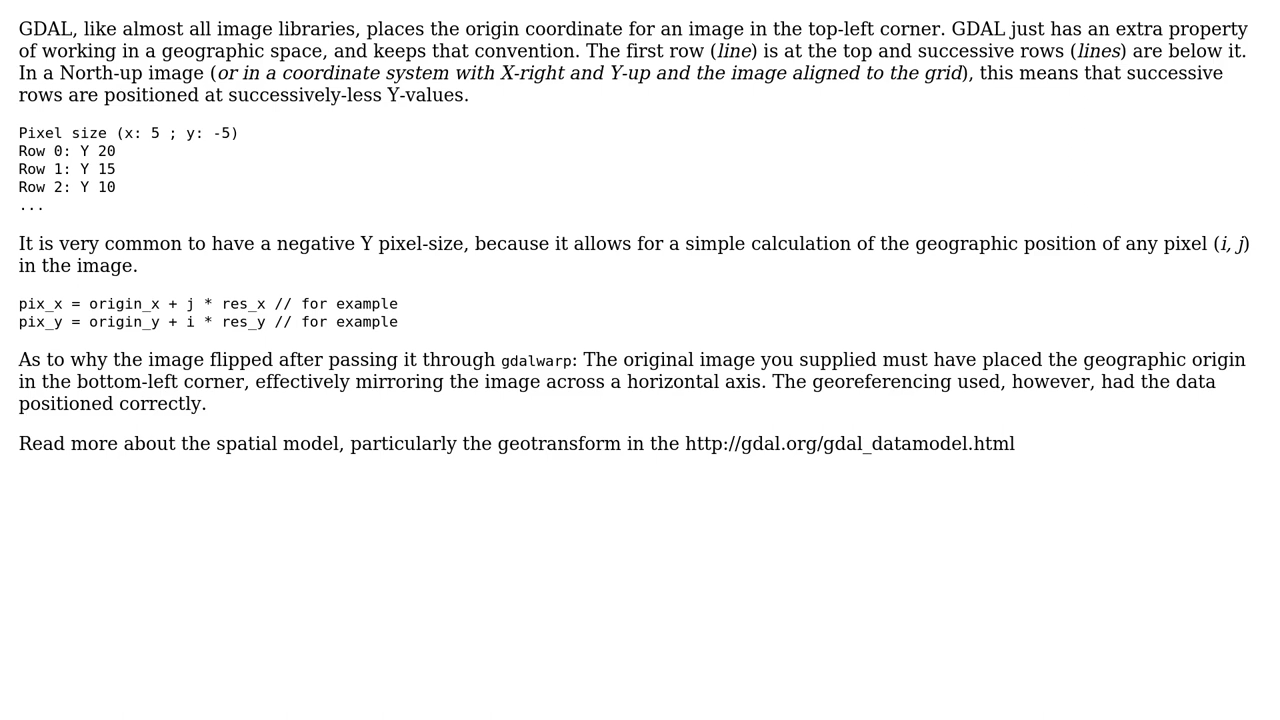 GDAL, like almost all image libraries, places the origin coordinate for an image in the top-left corner. GDAL just has an extra property
of working in a geographic space, and keeps that convention. The first row (line) is at the top and successive rows (lines) are below it.
In a North-up image (or in a coordinate system with X-right and Y-up and the image aligned to the grid), this means that successive
rows are positioned at successively-less Y-values.
Pixel size (x: 5 ; y: -5)
Row 0: Y 20
Row 1: Y 15
Row 2: Y 10
...
It is very common to have a negative Y pixel-size, because it allows for a simple calculation of the geographic position of any pixel (i, j)
in the image.
pix_x = origin_x + j * res_x // for example
pix_y = origin_y + i * res_y // for example
As to why the image flipped after passing it through gdalwarp: The original image you supplied must have placed the geographic origin
in the bottom-left corner, effectively mirroring the image across a horizontal axis. The georeferencing used, however, had the data
positioned correctly.
Read more about the spatial model, particularly the geotransform in the http://gdal.org/gdal_datamodel.html